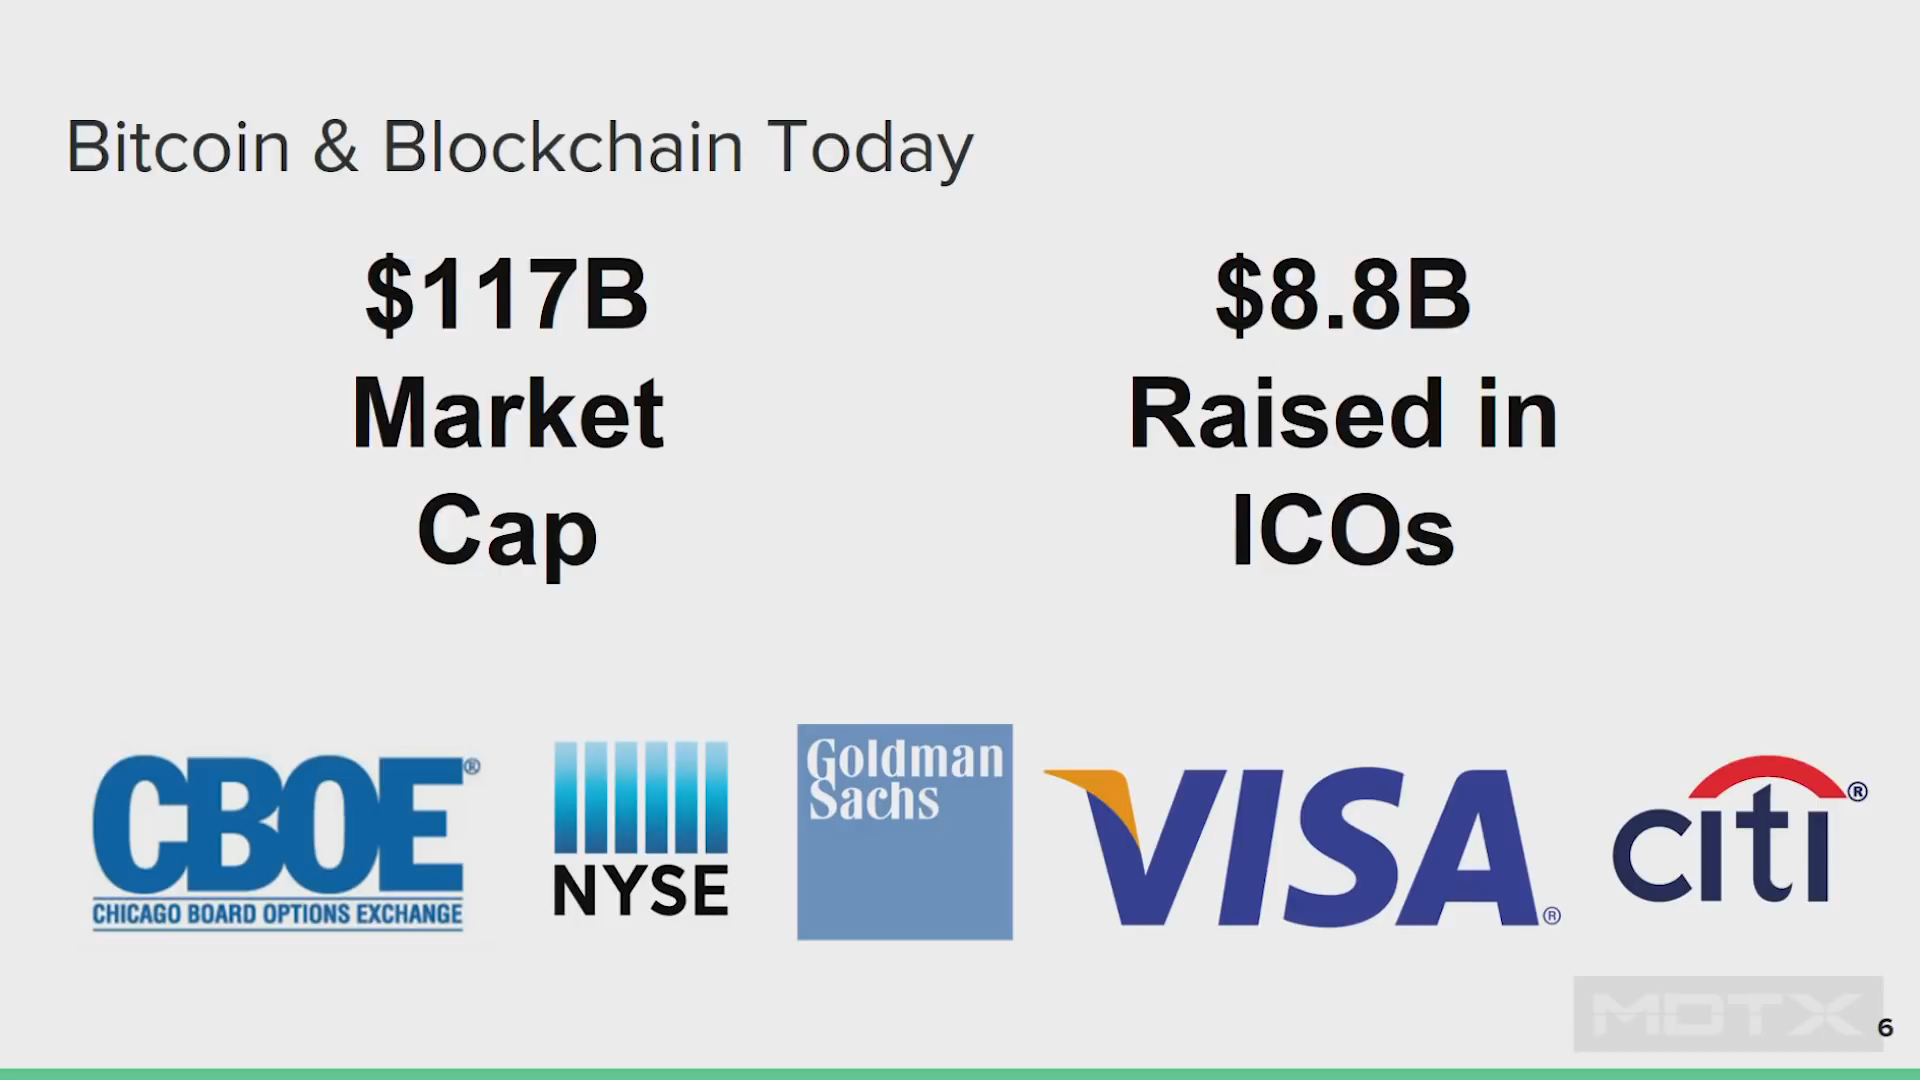 Bitcoin & Blockchain Today
$117B
Market
Cap
$8.8B
Raised in
ICOs
CBOE®
CHICAGO BOARD OPTIONS EXCHANGE
NYSE
Goldman
Sachs
VISA®
citi®
MDTX
6